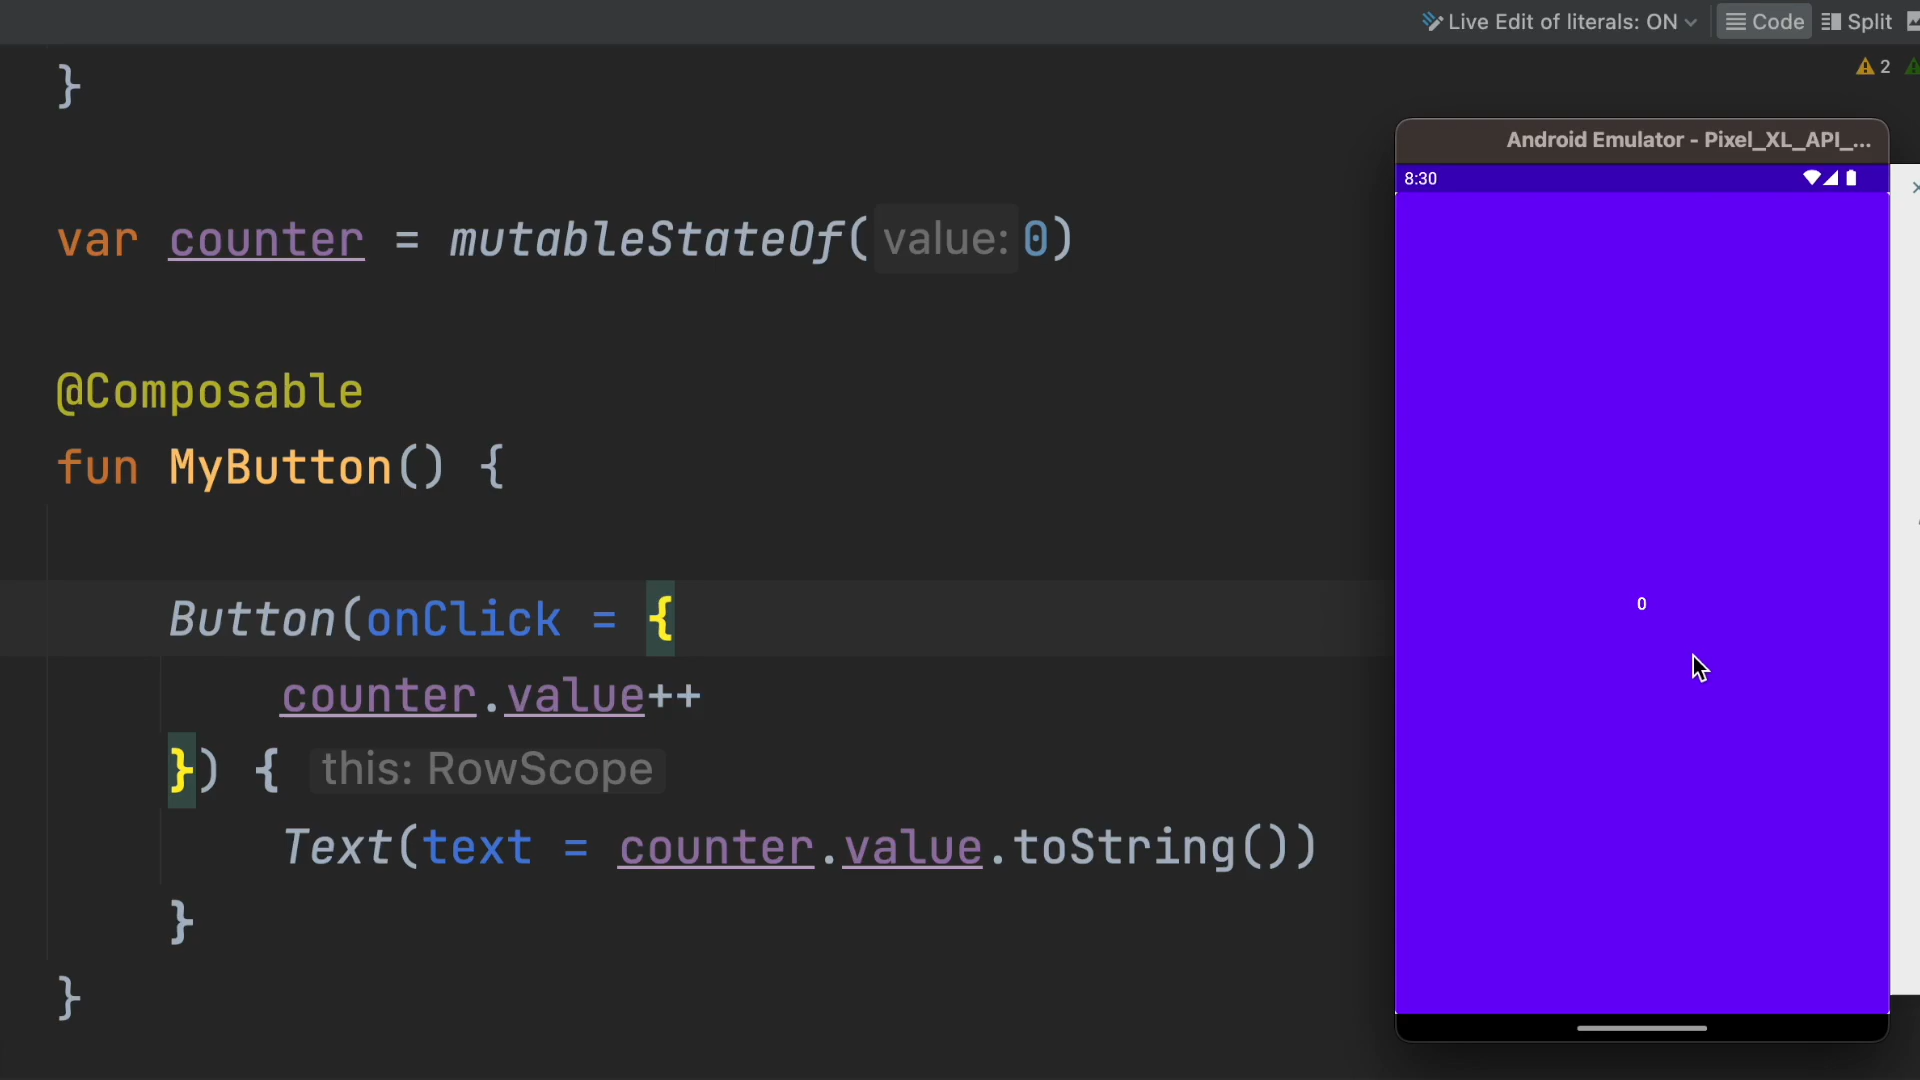 Live Edit of literals: ON
Code
Split
2
}
var counter = mutableStateOf( value: 0)
@Composable
fun MyButton() {
Button(onClick = {
counter.value++
}) { this: RowScope
Text(text = counter.value.toString())
}
}
Android Emulator - Pixel_XL_API_...
8:30
0